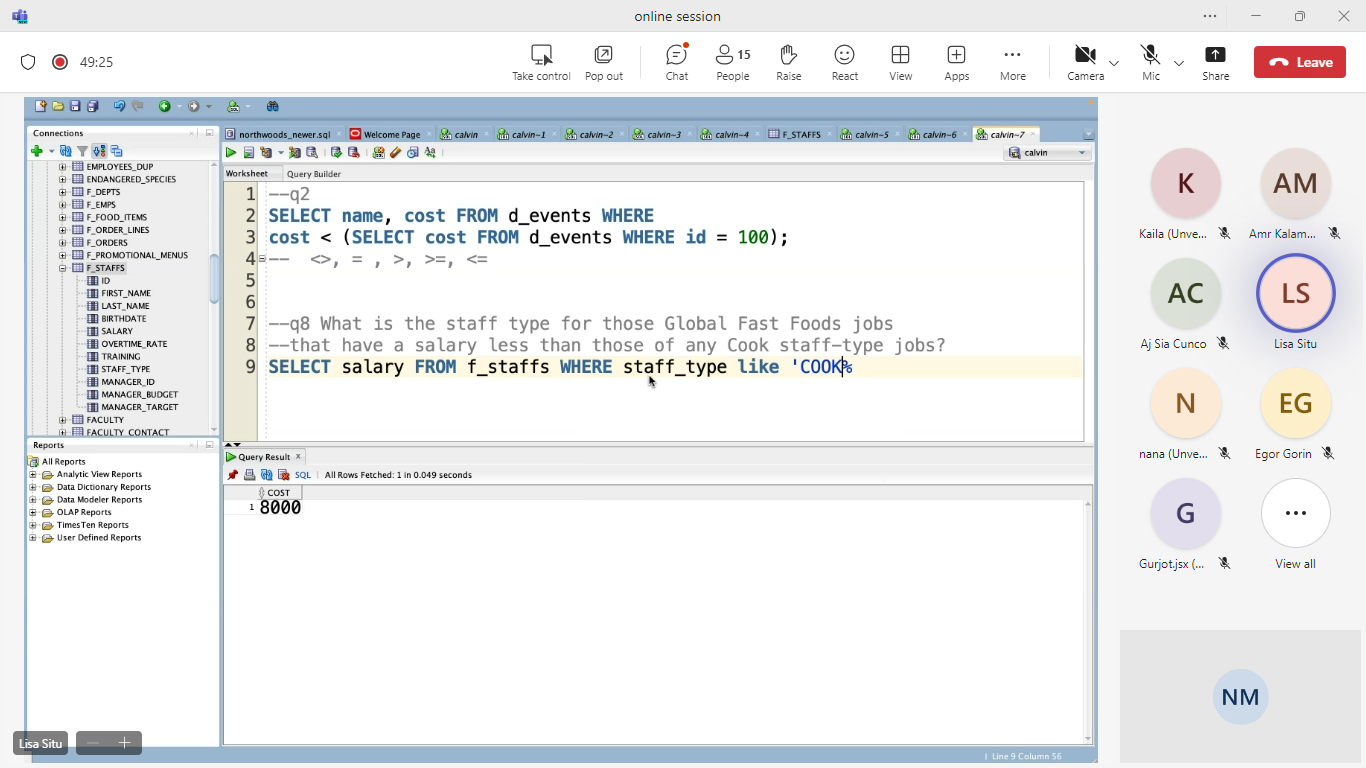 online session
49:25
Take control
Pop out
Chat
15
People
Raise
React
View
Apps
More
Camera
Mic
Share
Leave
Connections
northwoods_newer.sql
Welcome Page
calvin
calvin~1
calvin~2
calvin~3
calvin~4
F_STAFFS
calvin~5
calvin~6
calvin~7
calvin
Worksheet
Query Builder
EMPLOYEES_DUP
ENDANGERED_SPECIES
F_DEPTS
F_EMPS
F_FOOD_ITEMS
F_ORDER_LINES
F_ORDERS
F_PROMOTIONAL_MENUS
F_STAFFS
ID
FIRST_NAME
LAST_NAME
BIRTHDATE
SALARY
OVERTIME_RATE
TRAINING
STAFF_TYPE
MANAGER_ID
MANAGER_BUDGET
MANAGER_TARGET
FACULTY
FACULTY_CONTACT
1 --q2
2 SELECT name, cost FROM d_events WHERE
3 cost < (SELECT cost FROM d_events WHERE id = 100);
4 -- <>, = , >, >=, <=
5
6
7 --q8 What is the staff type for those Global Fast Foods jobs
8 --that have a salary less than those of any Cook staff-type jobs?
9 SELECT salary FROM f_staffs WHERE staff_type like 'COOK%
Reports
All Reports
Analytic View Reports
Data Dictionary Reports
Data Modeler Reports
OLAP Reports
TimesTen Reports
User Defined Reports
Query Result
SQL
All Rows Fetched: 1 in 0.049 seconds
COST
1 8000
Line 9 Column 56
Lisa Situ
K
Kaila (Unve...
AM
Amr Kalam...
AC
Aj Sia Cunco
LS
Lisa Situ
N
nana (Unve...
EG
Egor Gorin
G
Gurjot.jsx (...
View all
NM